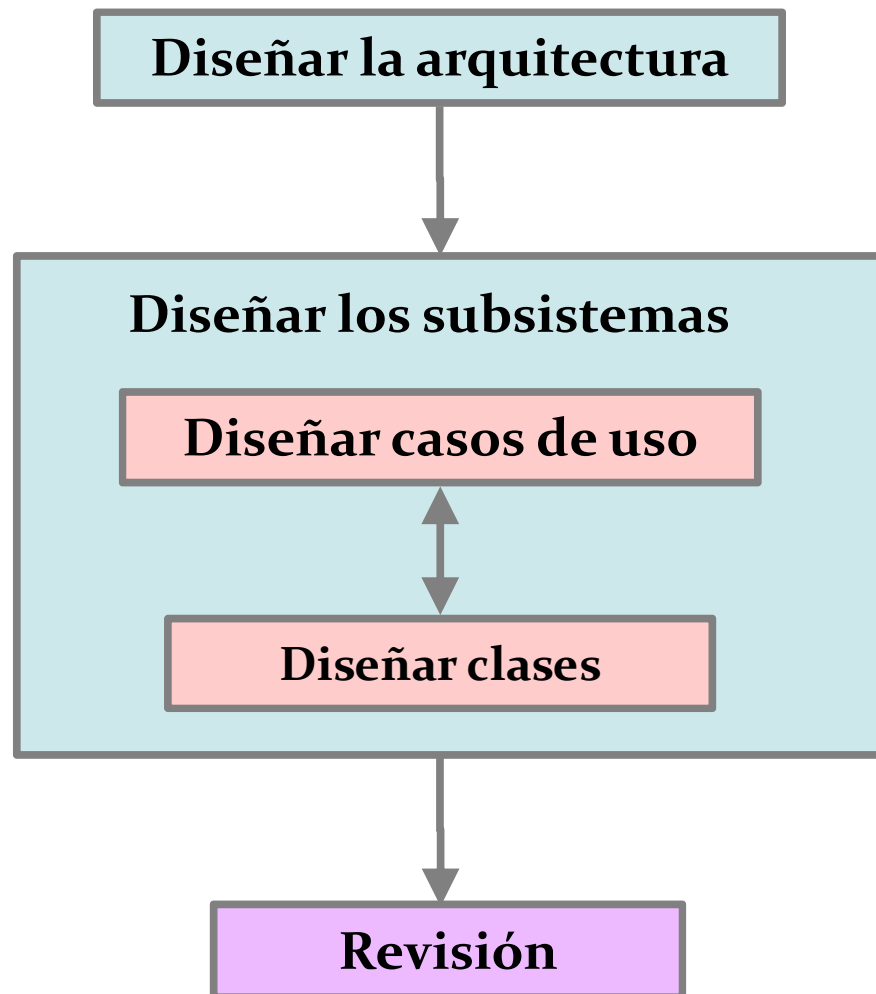 Diseñar la arquitectura
Diseñar los subsistemas
Diseñar casos de uso
Diseñar clases
Revisión